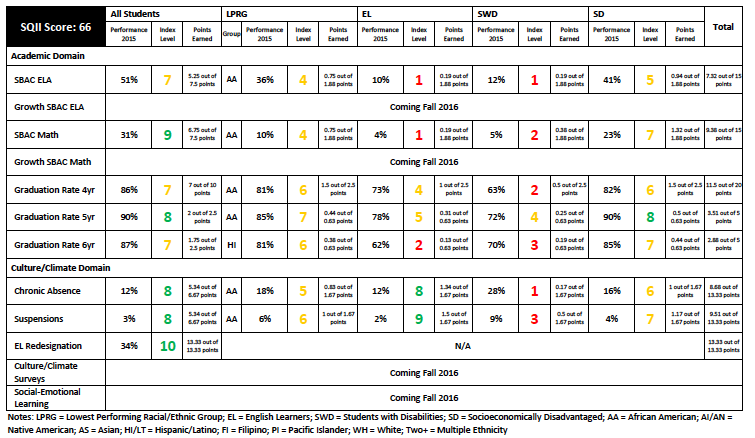 SQII Score: 66
All Students LPRG EL SWD SD Total
Performance 2015 Index Level Points Earned Group Performance 2015 Index Level Points Earned Performance 2015 Index Level Points Earned Performance 2015 Index Level Points Earned Performance 2015 Index Level Points Earned
Academic Domain
SBAC ELA 51% 7 5.25 out of 7.5 points AA 36% 4 0.75 out of 1.88 points 10% 1 0.19 out of 1.88 points 12% 1 0.19 out of 1.88 points 41% 5 0.94 out of 1.88 points 7.32 out of 15 points
Growth SBAC ELA Coming Fall 2016
SBAC Math 31% 9 6.75 out of 7.5 points AA 10% 4 0.75 out of 1.88 points 4% 1 0.19 out of 1.88 points 5% 2 0.38 out of 1.88 points 23% 7 1.32 out of 1.88 points 9.38 out of 15 points
Growth SBAC Math Coming Fall 2016
Graduation Rate 4yr 86% 7 7 out of 10 points AA 81% 6 1.5 out of 2.5 points 73% 4 1 out of 2.5 points 63% 2 0.5 out of 2.5 points 82% 6 1.5 out of 2.5 points 11.5 out of 20 points
Graduation Rate 5yr 90% 8 2 out of 2.5 points AA 85% 7 0.44 out of 0.63 points 78% 5 0.31 out of 0.63 points 72% 4 0.25 out of 0.63 points 90% 8 0.5 out of 0.63 points 3.51 out of 5 points
Graduation Rate 6yr 87% 7 1.75 out of 2.5 points HI 81% 6 0.38 out of 0.63 points 62% 2 0.13 out of 0.63 points 70% 3 0.19 out of 0.63 points 85% 7 0.44 out of 0.63 points 2.88 out of 5 points
Culture/Climate Domain
Chronic Absence 12% 8 5.34 out of 6.67 points AA 18% 5 0.83 out of 1.67 points 12% 8 1.34 out of 1.67 points 28% 1 0.17 out of 1.67 points 16% 6 1 out of 1.67 points 8.68 out of 13.33 points
Suspensions 3% 8 5.34 out of 6.67 points AA 6% 6 1 out of 1.67 points 2% 9 1.5 out of 1.67 points 9% 3 0.5 out of 1.67 points 4% 7 1.17 out of 1.67 points 9.51 out of 13.33 points
EL Redesignation 34% 10 13.33 out of 13.33 points N/A 13.33 out of 13.33 points
Culture/Climate Surveys Coming Fall 2016
Social-Emotional Learning Coming Fall 2016
Notes: LPRG = Lowest Performing Racial/Ethnic Group; EL = English Learners; SWD = Students with Disabilities; SD = Socioeconomically Disadvantaged; AA = African American; AI/AN =
Native American; AS = Asian; HI/LT = Hispanic/Latino; FI = Filipino; PI = Pacific Islander; WH = White; Two+ = Multiple Ethnicity